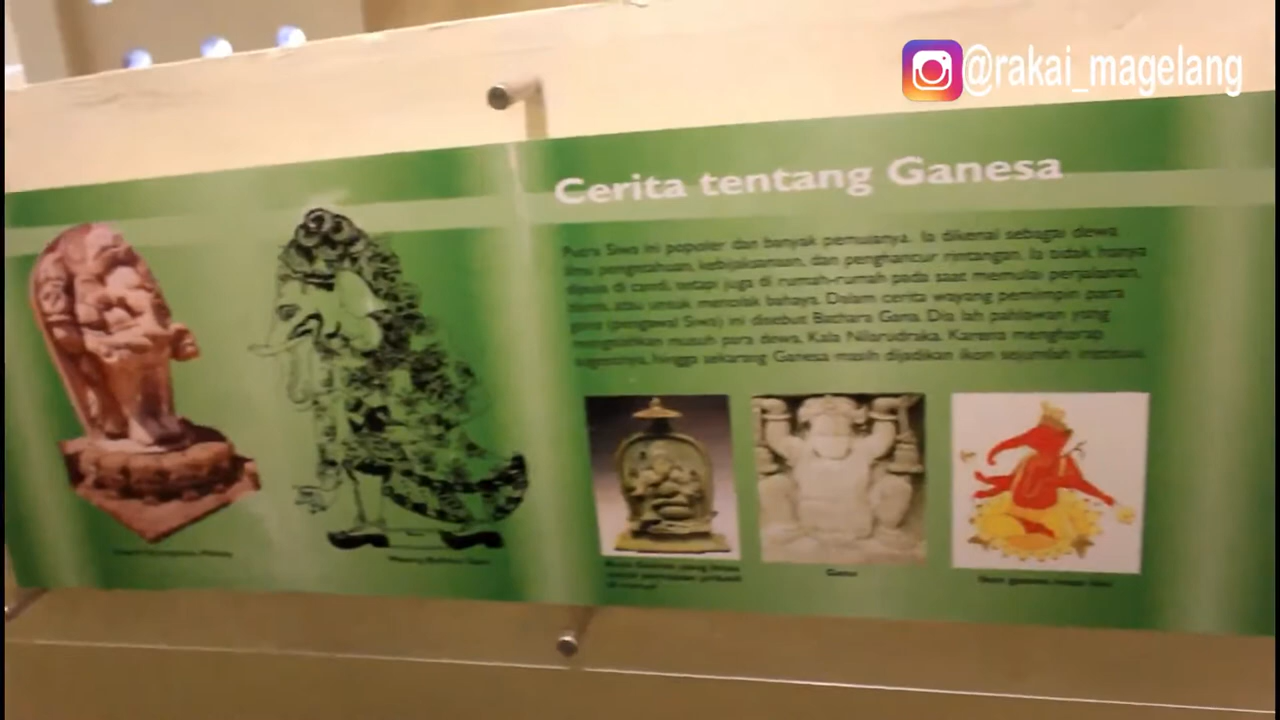 @rakai_magelang
Cerita tentang Ganesa
Putra Siwa ini populer dan banyak pemujanya. Ia dikenal sebagai dewa
ilmu pengetahuan, kebijaksanaan, dan penghancur rintangan. Ia tidak hanya
dipuja di candi, tetapi juga di rumah-rumah pada saat memulai perjalanan,
atau untuk menolak bahaya. Dalam cerita wayang pemimpin para
gana (pengawal Siwa) ini disebut Bathara Gana. Dia lah pahlawan yang
mengalahkan musuh para dewa, Kala Nilarudraka. Karena
hingga sekarang Ganesa masih dijadikan ikon sejumlah
Gana